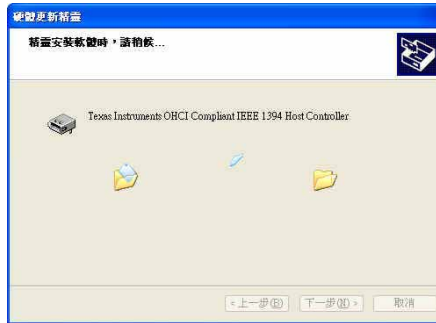 硬體更新精靈
精靈安裝軟體時，請稍候...
Texas Instruments OHCI Compliant IEEE 1394 Host Controller
< 上一步(B)
下一步(N) >
取消